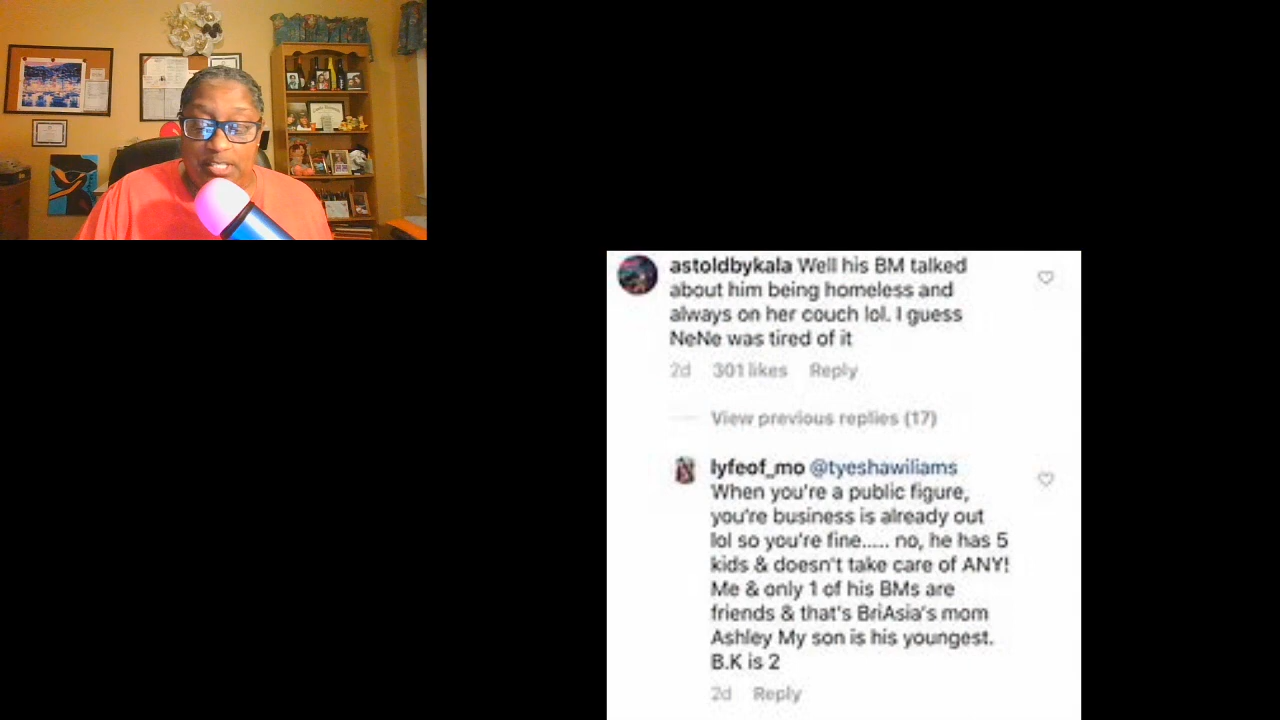 astoldbykala Well his BM talked
about him being homeless and
always on her couch lol. I guess
NeNe was tired of it
2d 301 likes Reply
View previous replies (17)
lyfeof_mo @tyeshawiliams
When you're a public figure,
you're business is already out
lol so you're fine..... no, he has 5
kids & doesn't take care of ANY!
Me & only 1 of his BMs are
friends & that's BriAsia's mom
Ashley My son is his youngest.
B.K is 2
2d Reply